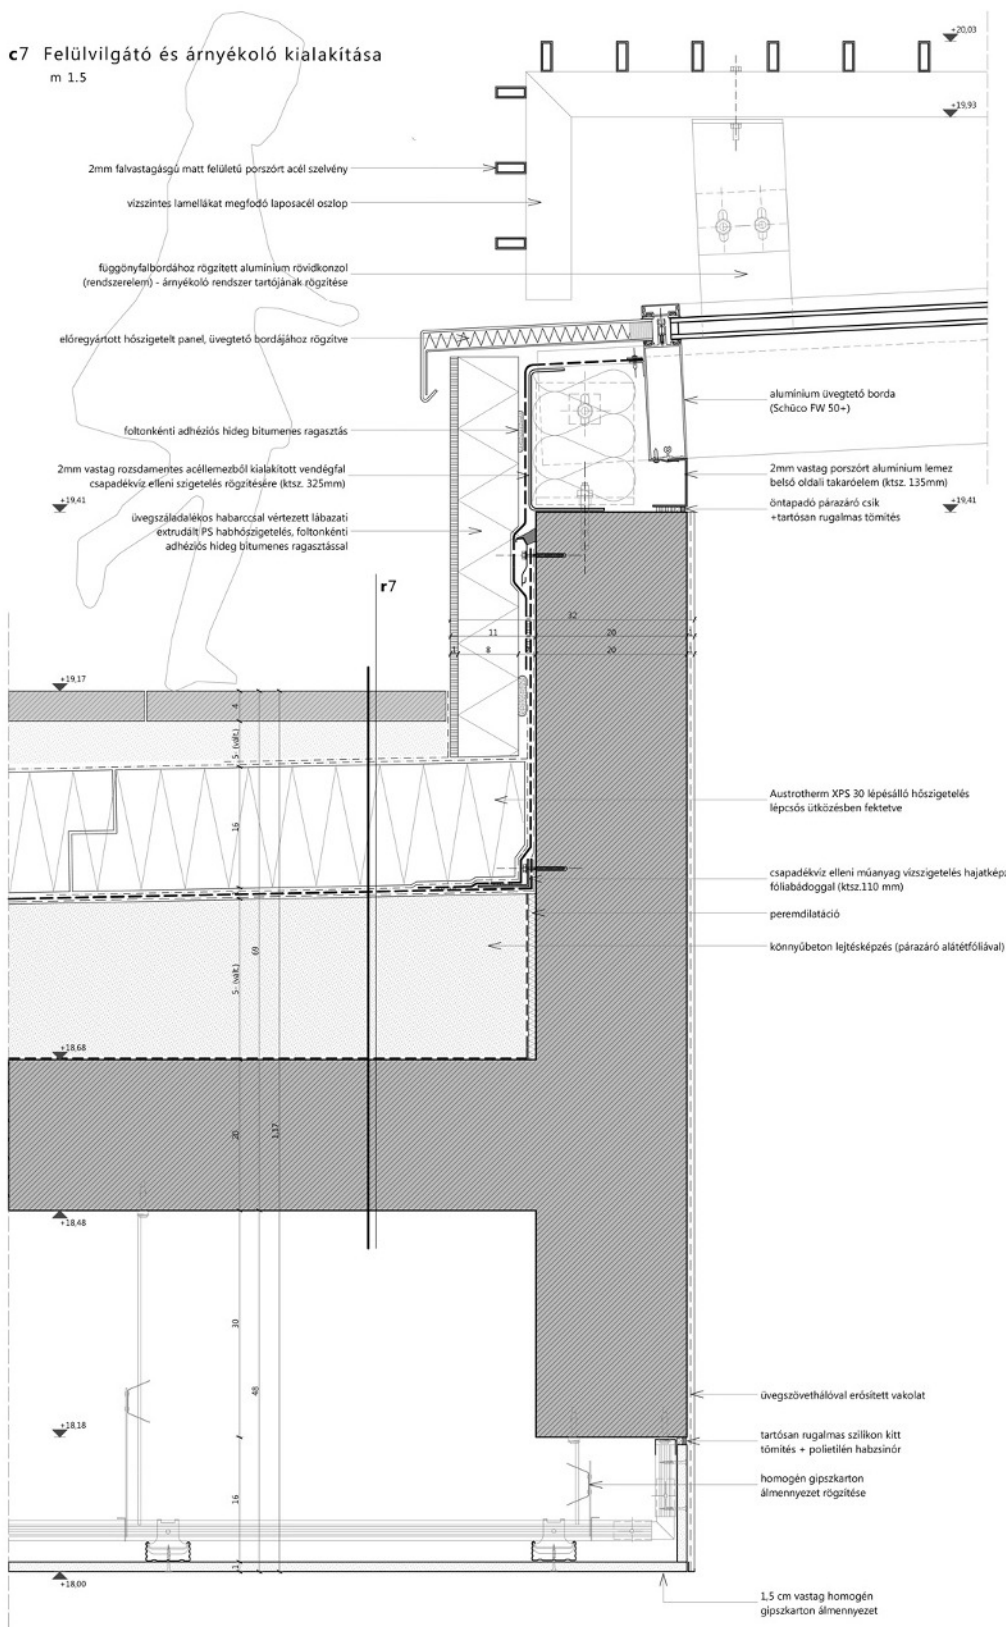 c7 Felülvilgátó és árnyékoló kialakítása
m 1.5
+20,03
+19,93
2mm falvastagásgú matt felületű porszórt acél szelvény
vízszintes lamellákat megfodó laposacél oszlop
függönyfalbordához rögzített alumínium rövidkonzol
(rendszerelem) - árnyékoló rendszer tartójának rögzítése
előregyártott hőszigetelt panel, üvegtető bordájához rögzítve
alumínium üvegtető borda
(Schüco FW 50+)
foltonkénti adhéziós hideg bitumenes ragasztás
2mm vastag rozsdamentes acéllemezből kialakított vendégfal
csapadékvíz elleni szigetelés rögzítésére (ktsz. 325mm)
2mm vastag porszórt alumínium lemez
belső oldali takaróelem (ktsz. 135mm)
+19,41
+19,41
öntapadó párazáró csík
+tartósan rugalmas tömítés
üvegszáladalékos habarccsal vértezett lábazati
extrudált PS habhőszigetelés, foltonkénti
adhéziós hideg bitumenes ragasztással
r7
32
11
20
1
8
20
+19,17
4
5- (vált.)
Austrotherm XPS 30 lépésálló hőszigetelés
lépcsős ütközésben fektetve
16
csapadékvíz elleni műanyag vízszigetelés hajatképz
fóliabádoggal (ktsz.110 mm)
peremdilatáció
könnyűbeton lejtésképzés (párazáró alátétfóliával)
69
5- (vált.)
+18,68
20
1,17
+18,48
30
48
üvegszövethálóval erősített vakolat
+18,18
tartósan rugalmas szilikon kitt
tömítés + polietilén habzsinór
homogén gipszkarton
álmennyezet rögzítése
16
1
+18,00
1,5 cm vastag homogén
gipszkarton álmennyezet